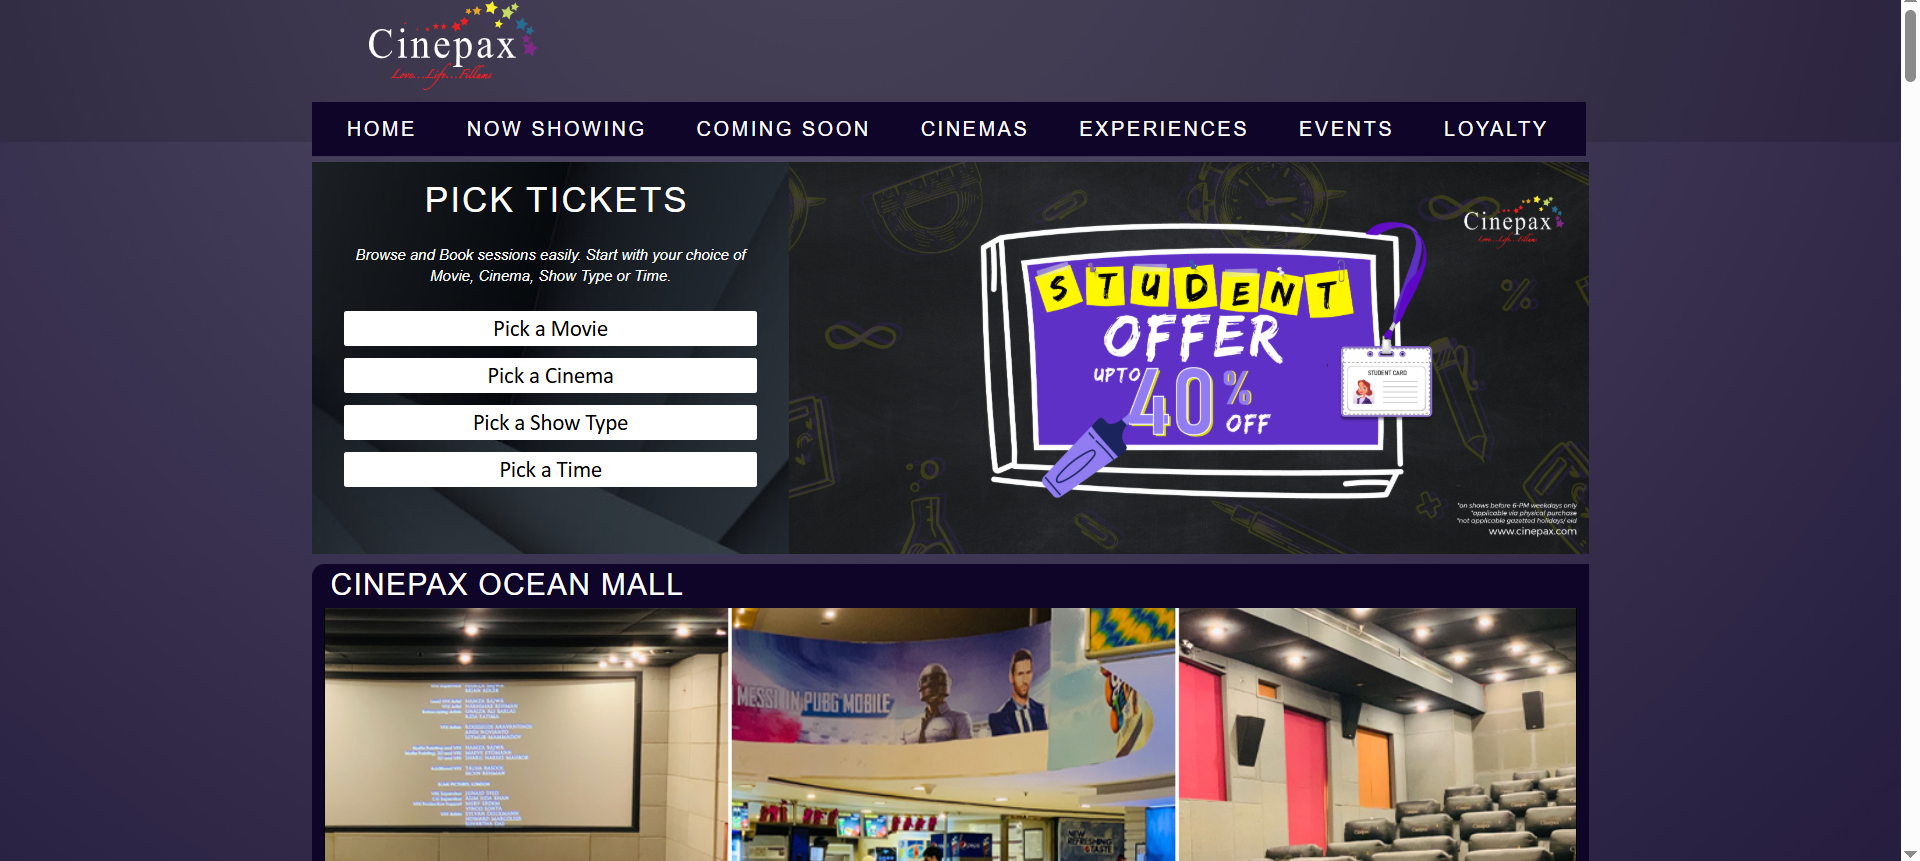 Cinepax
Love...Life...Fillums
HOME NOW SHOWING COMING SOON CINEMAS EXPERIENCES EVENTS LOYALTY
PICK TICKETS
Browse and Book sessions easily. Start with your choice of
Movie, Cinema, Show Type or Time.
Pick a Movie
Pick a Cinema
Pick a Show Type
Pick a Time
Cinepax
Love...Life...Fillums
STUDENT
OFFER
UPTO 40% OFF
STUDENT CARD
*on shows before 6-PM weekdays only
*applicable via physical purchase
*not applicable gazetted holidays/ eid
www.cinepax.com
CINEPAX OCEAN MALL
MESSI IN PUBG MOBILE
NEW
REFRESHING
TASTE